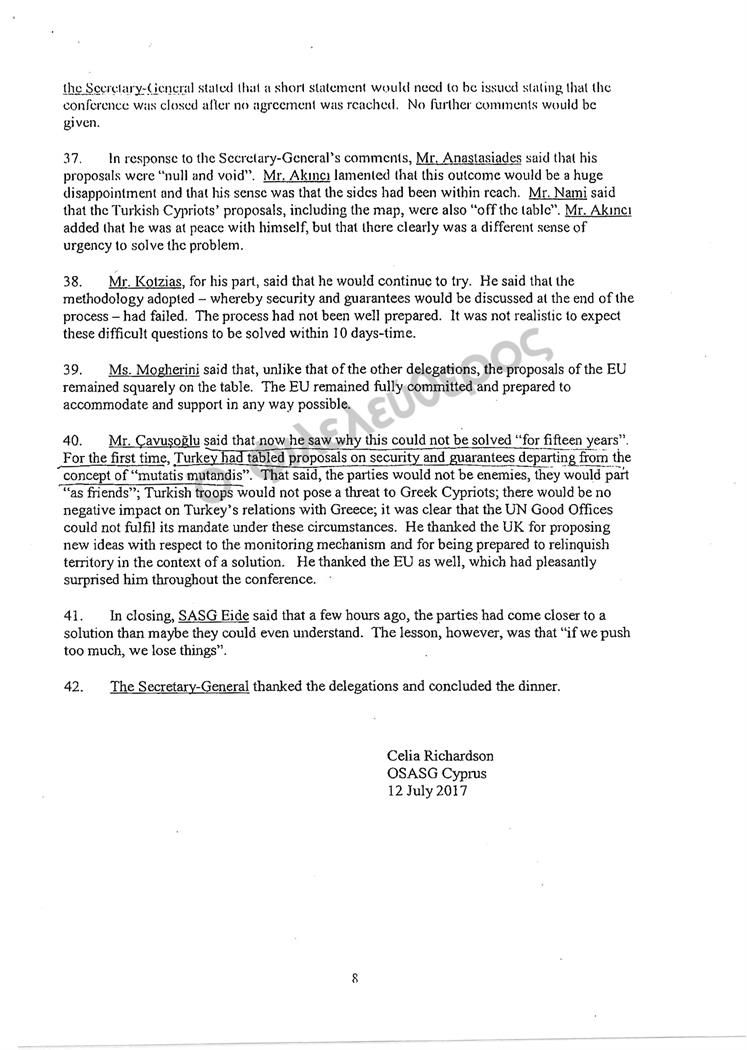 the Secretary-General stated that a short statement would need to be issued stating that the
conference was closed after no agreement was reached. No further comments would be
given.
37. In response to the Secretary-General's comments, Mr. Anastasiades said that his
proposals were "null and void". Mr. Akıncı lamented that this outcome would be a huge
disappointment and that his sense was that the sides had been within reach. Mr. Nami said
that the Turkish Cypriots' proposals, including the map, were also "off the table". Mr. Akıncı
added that he was at peace with himself, but that there clearly was a different sense of
urgency to solve the problem.
38. Mr. Kotzias, for his part, said that he would continue to try. He said that the
methodology adopted – whereby security and guarantees would be discussed at the end of the
process – had failed. The process had not been well prepared. It was not realistic to expect
these difficult questions to be solved within 10 days-time.
39. Ms. Mogherini said that, unlike that of the other delegations, the proposals of the EU
remained squarely on the table. The EU remained fully committed and prepared to
accommodate and support in any way possible.
40. Mr. Çavuşoğlu said that now he saw why this could not be solved "for fifteen years".
For the first time, Turkey had tabled proposals on security and guarantees departing from the
concept of "mutatis mutandis". That said, the parties would not be enemies, they would part
"as friends"; Turkish troops would not pose a threat to Greek Cypriots; there would be no
negative impact on Turkey's relations with Greece; it was clear that the UN Good Offices
could not fulfil its mandate under these circumstances. He thanked the UK for proposing
new ideas with respect to the monitoring mechanism and for being prepared to relinquish
territory in the context of a solution. He thanked the EU as well, which had pleasantly
surprised him throughout the conference.
41. In closing, SASG Eide said that a few hours ago, the parties had come closer to a
solution than maybe they could even understand. The lesson, however, was that "if we push
too much, we lose things".
42. The Secretary-General thanked the delegations and concluded the dinner.
Celia Richardson
OSASG Cyprus
12 July 2017
8
ο φιλελευθερος